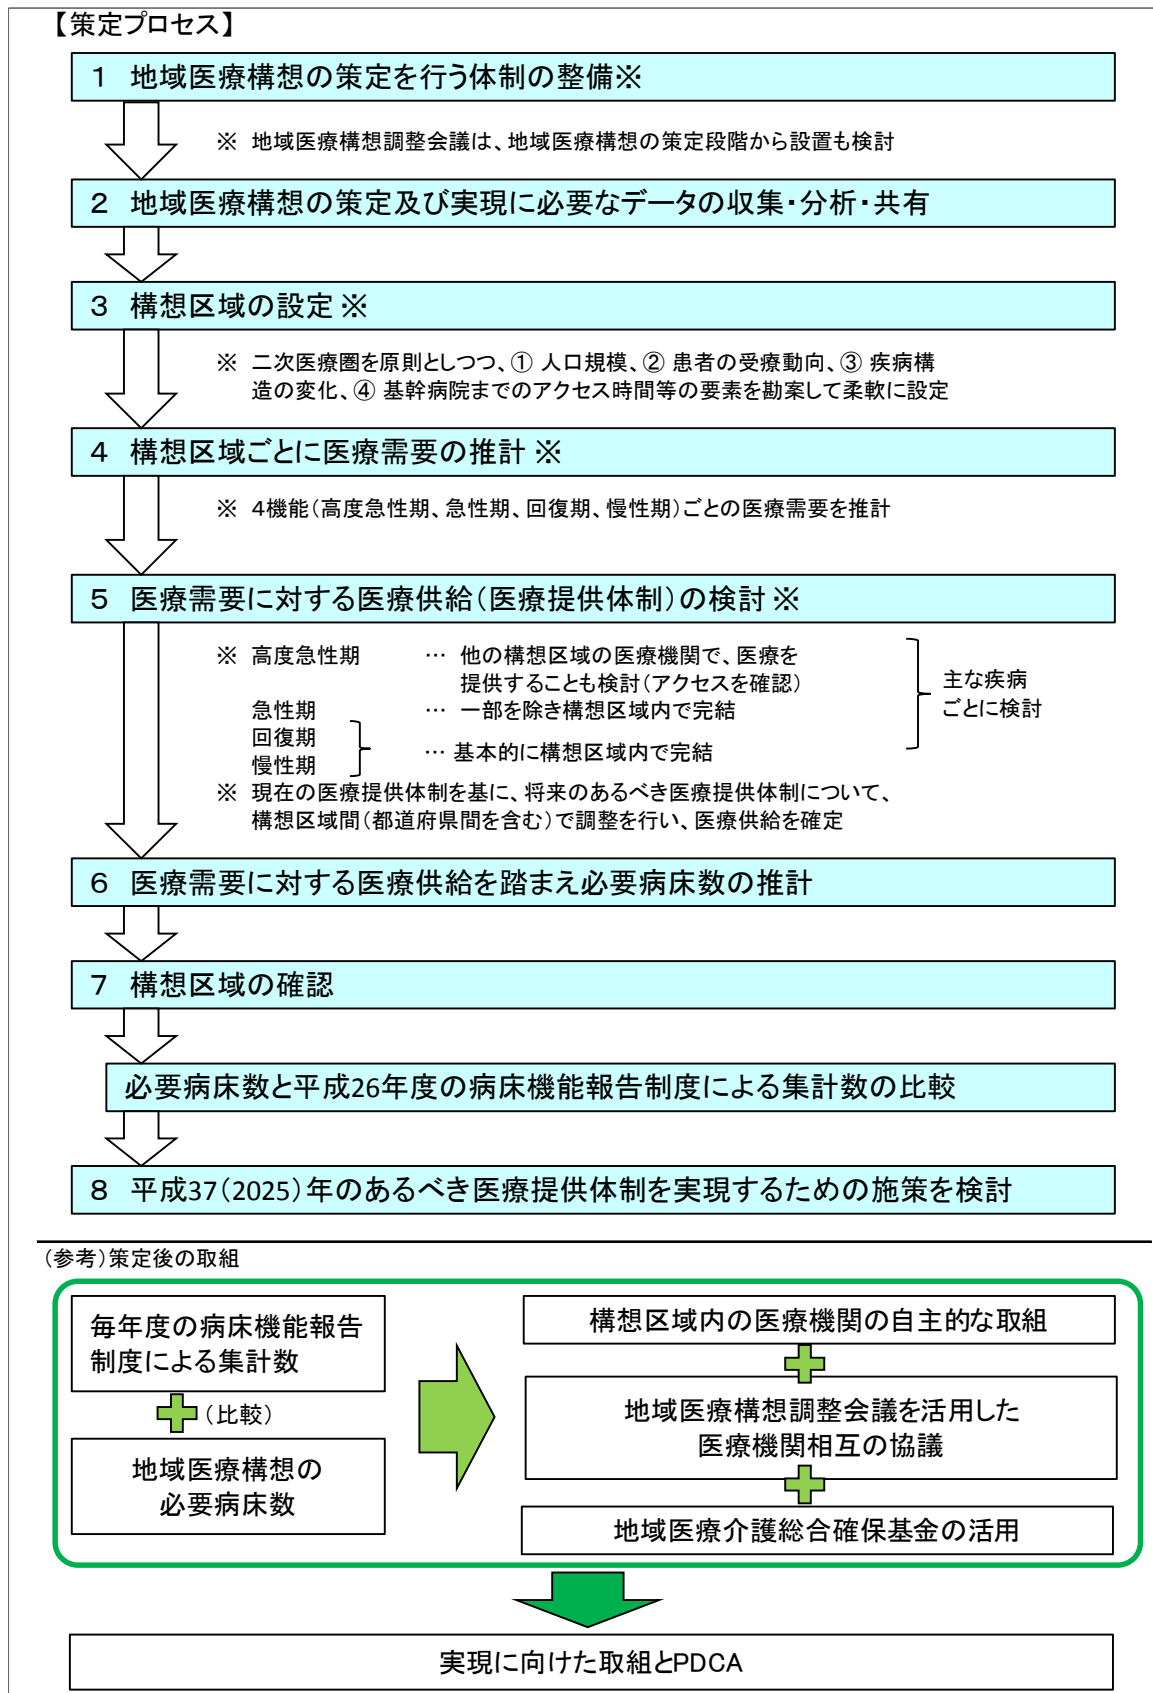 【策定プロセス】
1 地域医療構想の策定を行う体制の整備※
※ 地域医療構想調整会議は、地域医療構想の策定段階から設置も検討
2 地域医療構想の策定及び実現に必要なデータの収集・分析・共有
3 構想区域の設定 ※
※ 二次医療圏を原則としつつ、① 人口規模、② 患者の受療動向、③ 疾病構
造の変化、④ 基幹病院までのアクセス時間等の要素を勘案して柔軟に設定
4 構想区域ごとに医療需要の推計 ※
※ 4機能(高度急性期、急性期、回復期、慢性期)ごとの医療需要を推計
5 医療需要に対する医療供給(医療提供体制)の検討 ※
※ 高度急性期 … 他の構想区域の医療機関で、医療を
提供することも検討(アクセスを確認)
急性期 … 一部を除き構想区域内で完結
回復期
慢性期
… 基本的に構想区域内で完結
主な疾病
ごとに検討
※ 現在の医療提供体制を基に、将来のあるべき医療提供体制について、
構想区域間(都道府県間を含む)で調整を行い、医療供給を確定
6 医療需要に対する医療供給を踏まえ必要病床数の推計
7 構想区域の確認
必要病床数と平成26年度の病床機能報告制度による集計数の比較
8 平成37(2025)年のあるべき医療提供体制を実現するための施策を検討
(参考)策定後の取組
毎年度の病床機能報告
制度による集計数
(比較)
地域医療構想の
必要病床数
構想区域内の医療機関の自主的な取組
地域医療構想調整会議を活用した
医療機関相互の協議
地域医療介護総合確保基金の活用
実現に向けた取組とPDCA